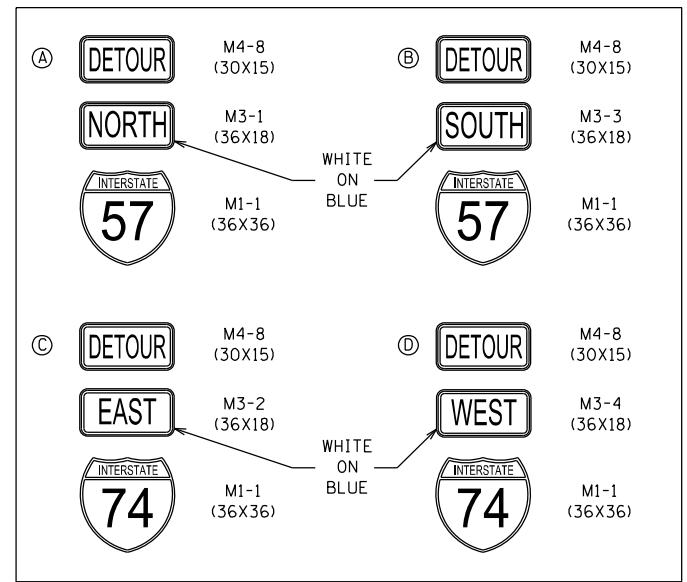 Ⓐ DETOUR M4-8
(30X15)
NORTH M3-1
(36X18)
INTERSTATE
57 M1-1
(36X36)
Ⓑ DETOUR M4-8
(30X15)
SOUTH M3-3
(36X18)
INTERSTATE
57 M1-1
(36X36)
WHITE
ON
BLUE
Ⓒ DETOUR M4-8
(30X15)
EAST M3-2
(36X18)
INTERSTATE
74 M1-1
(36X36)
Ⓓ DETOUR M4-8
(30X15)
WEST M3-4
(36X18)
INTERSTATE
74 M1-1
(36X36)
WHITE
ON
BLUE